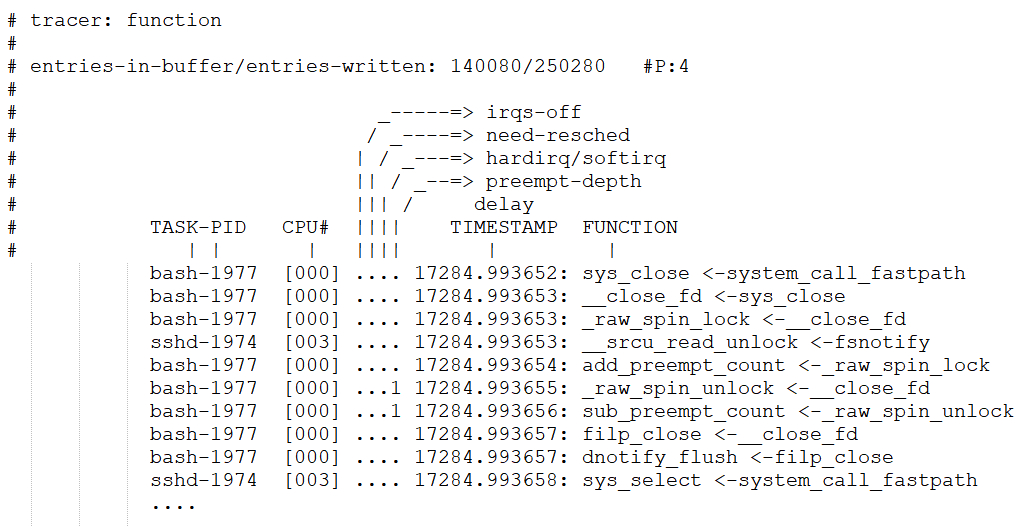 # tracer: function
#
# entries-in-buffer/entries-written: 140080/250280   #P:4
#
#                              _-----=> irqs-off
#                             / _----=> need-resched
#                            | / _---=> hardirq/softirq
#                            || / _--=> preempt-depth
#                            ||| /     delay
#           TASK-PID   CPU#  ||||    TIMESTAMP  FUNCTION
#              | |       |   ||||       |         |
            bash-1977  [000] .... 17284.993652: sys_close <-system_call_fastpath
            bash-1977  [000] .... 17284.993653: __close_fd <-sys_close
            bash-1977  [000] .... 17284.993653: _raw_spin_lock <-__close_fd
            sshd-1974  [003] .... 17284.993653: __srcu_read_unlock <-fsnotify
            bash-1977  [000] .... 17284.993654: add_preempt_count <-_raw_spin_lock
            bash-1977  [000] ...1 17284.993655: _raw_spin_unlock <-__close_fd
            bash-1977  [000] ...1 17284.993656: sub_preempt_count <-_raw_spin_unlock
            bash-1977  [000] .... 17284.993657: filp_close <-__close_fd
            bash-1977  [000] .... 17284.993657: dnotify_flush <-filp_close
            sshd-1974  [003] .... 17284.993658: sys_select <-system_call_fastpath
            ....